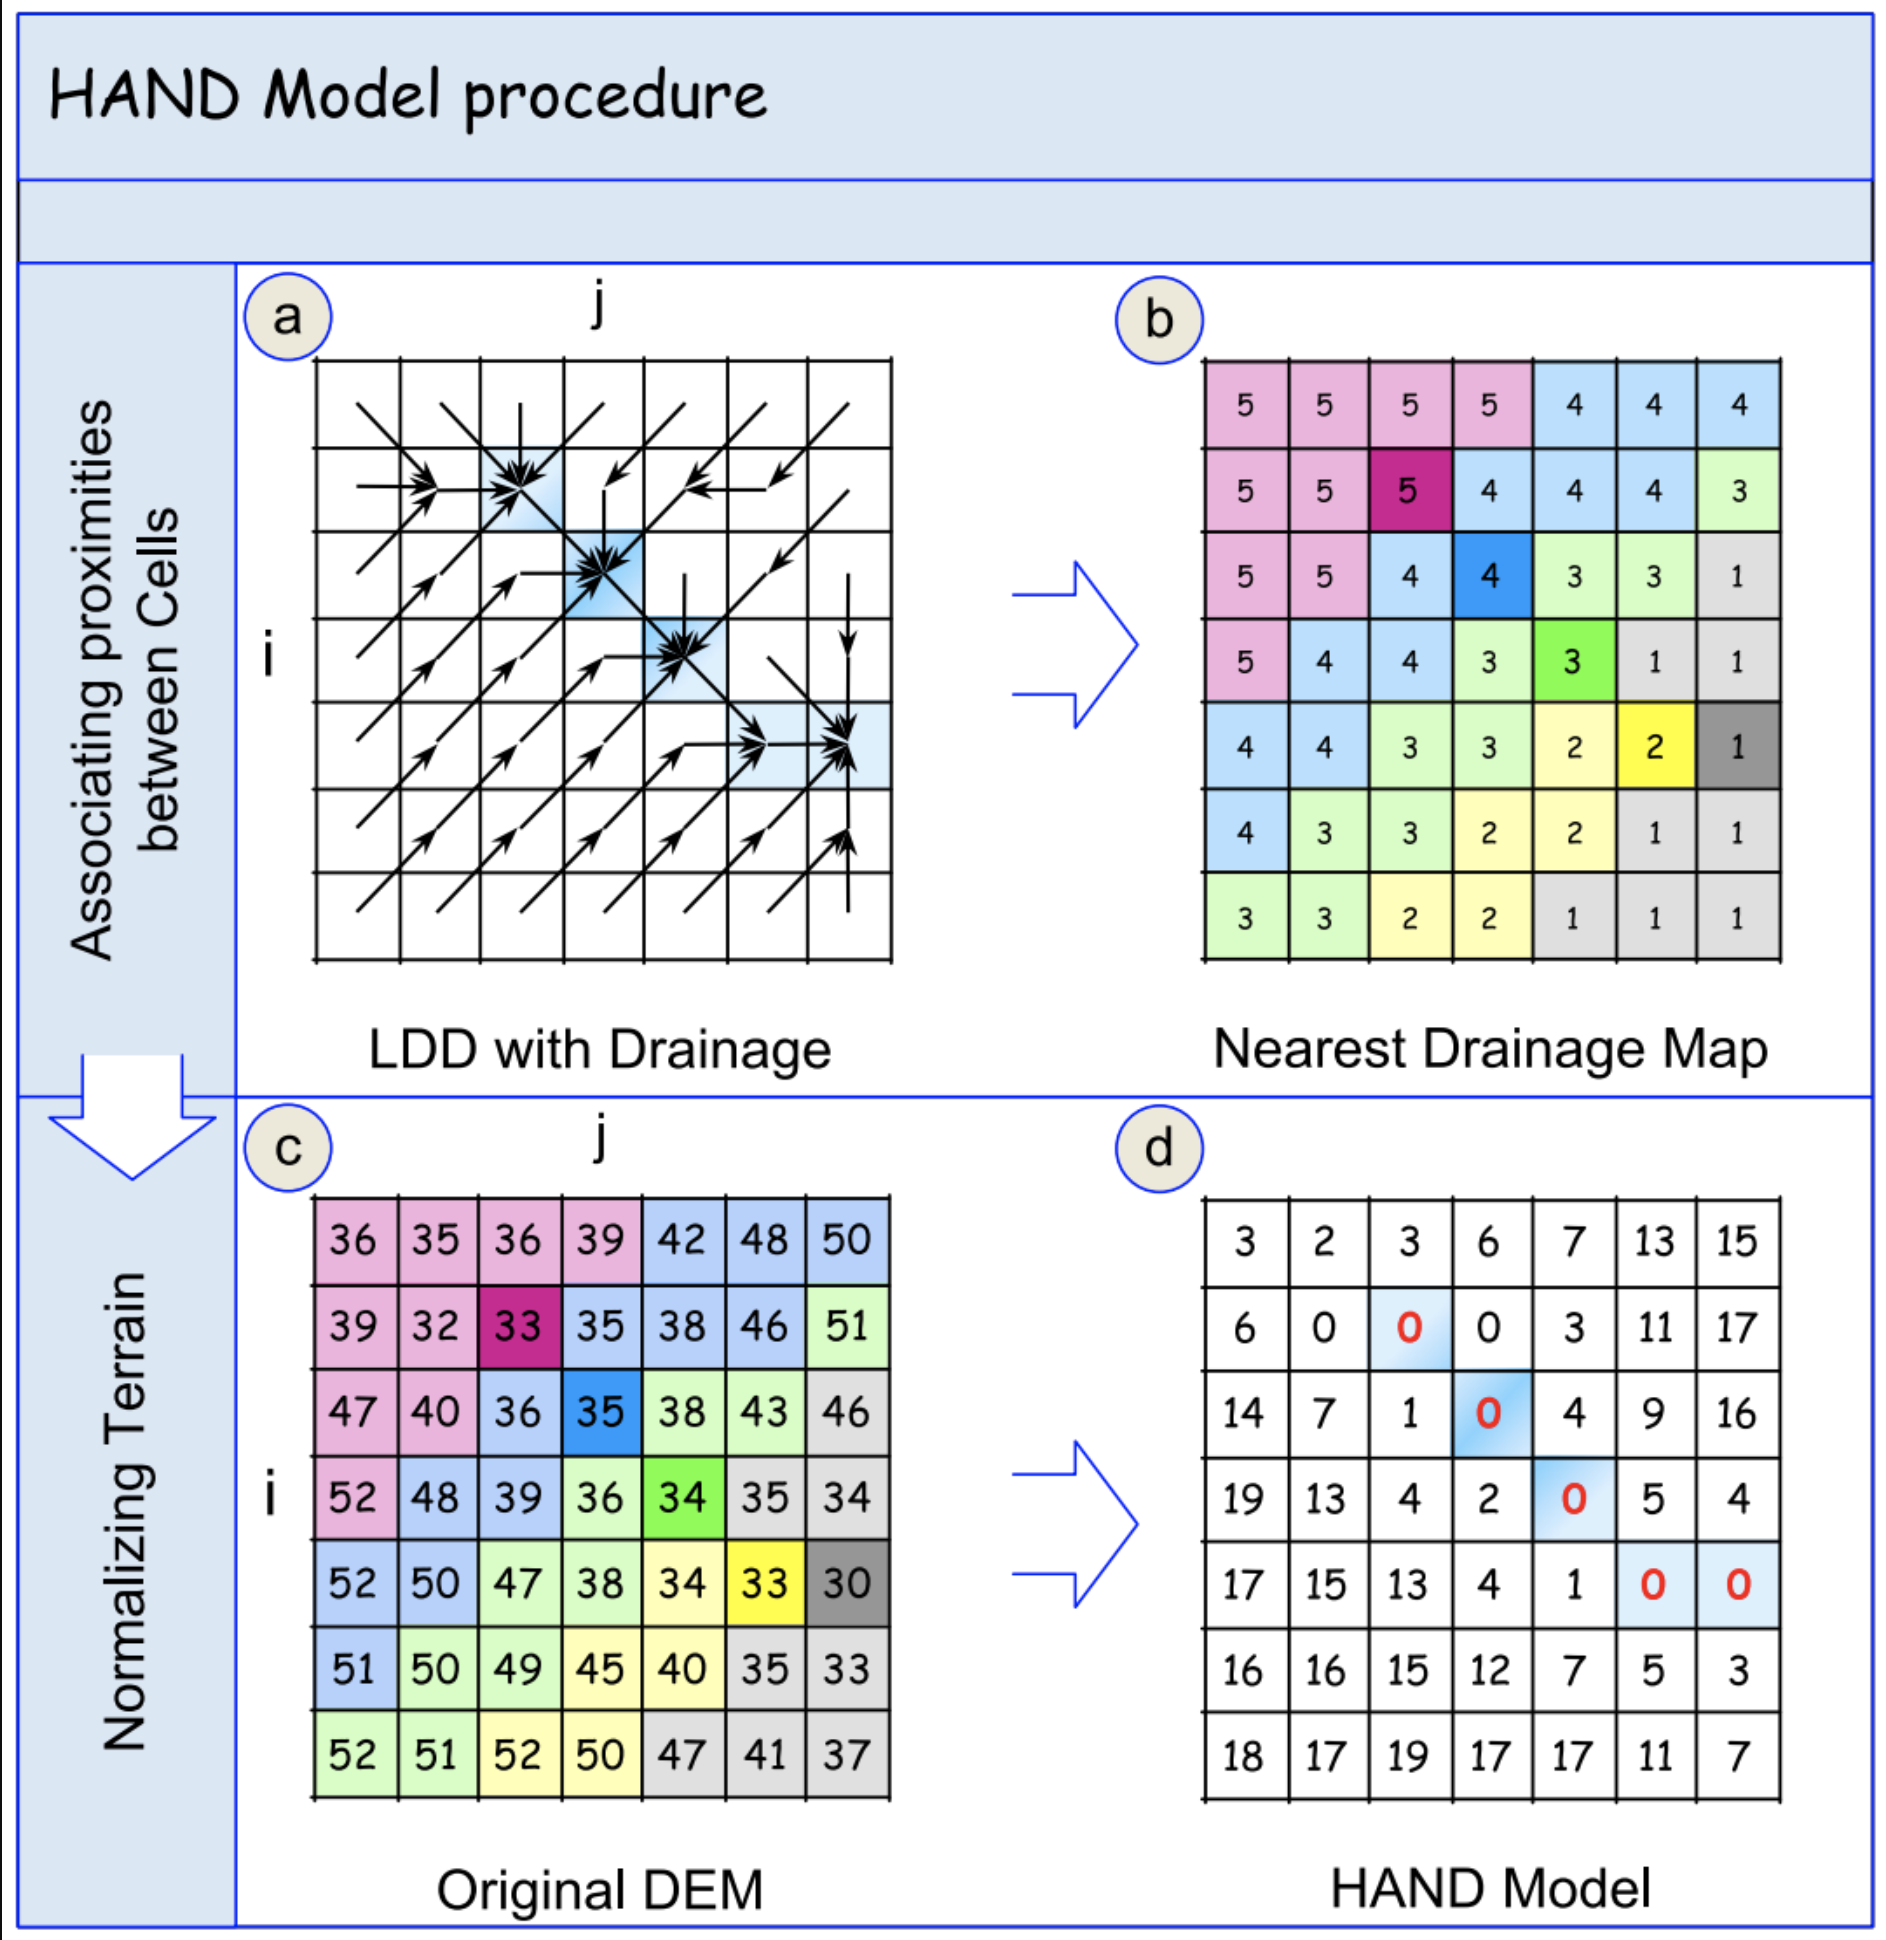 HAND Model procedure
Associating proximities
between Cells
a
j
i
LDD with Drainage
b
5 5 5 5 4 4 4
5 5 5 4 4 4 3
5 5 4 4 3 3 1
5 4 4 3 3 1 1
4 4 3 3 2 2 1
4 3 3 2 2 1 1
3 3 2 2 1 1 1
Nearest Drainage Map
Normalizing Terrain
c
j
i
36 35 36 39 42 48 50
39 32 33 35 38 46 51
47 40 36 35 38 43 46
52 48 39 36 34 35 34
52 50 47 38 34 33 30
51 50 49 45 40 35 33
52 51 52 50 47 41 37
Original DEM
d
3 2 3 6 7 13 15
6 0 0 0 3 11 17
14 7 1 0 4 9 16
19 13 4 2 0 5 4
17 15 13 4 1 0 0
16 16 15 12 7 5 3
18 17 19 17 17 11 7
HAND Model